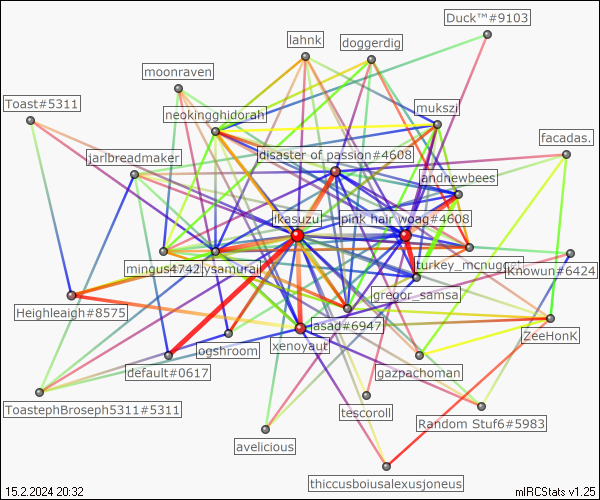 Duck™#9103
lahnk
doggerdig
moonraven
Toast#5311
mukszi
neokingghidorah
facadas.
jarlbreadmaker
disaster of passion#4608
andnewbees
ikasuzu
pink hair woag#4608
mingus4742
lysamurai
turkey_mcnugget
Knowun#6424
gregor_samsa
Heighleaigh#8575
asad#6947
ZeeHonK
ogshroom
xenoyaut
default#0617
gazpachoman
ToastephBroseph5311#5311
tescoroll
Random Stuf6#5983
avelicious
thiccusboiusalexusjoneus
15.2.2024 20:32
mIRCStats v1.25